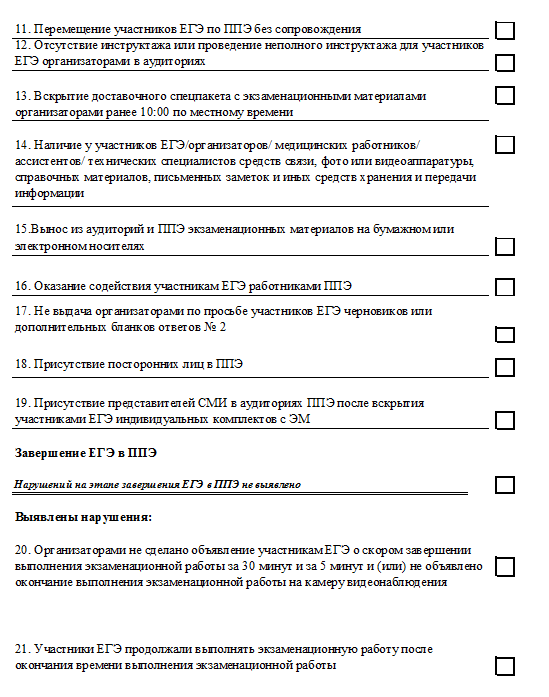 11. Перемещение участников ЕГЭ по ППЭ без сопровождения
12. Отсутствие инструктажа или проведение неполного инструктажа для участников
ЕГЭ организаторами в аудиториях
13. Вскрытие доставочного спецпакета с экзаменационными материалами
организаторами ранее 10:00 по местному времени
14. Наличие у участников ЕГЭ/организаторов/ медицинских работников/
ассистентов/ технических специалистов средств связи, фото или видеоаппаратуры,
справочных материалов, письменных заметок и иных средств хранения и передачи
информации
15.Вынос из аудиторий и ППЭ экзаменационных материалов на бумажном или
электронном носителях
16. Оказание содействия участникам ЕГЭ работниками ППЭ
17. Не выдача организаторами по просьбе участников ЕГЭ черновиков или
дополнительных бланков ответов № 2
18. Присутствие посторонних лиц в ППЭ
19. Присутствие представителей СМИ в аудиториях ППЭ после вскрытия
участниками ЕГЭ индивидуальных комплектов с ЭМ
Завершение ЕГЭ в ППЭ
Нарушений на этапе завершения ЕГЭ в ППЭ не выявлено
Выявлены нарушения:
20. Организаторами не сделано объявление участникам ЕГЭ о скором завершении
выполнения экзаменационной работы за 30 минут и за 5 минут и (или) не объявлено
окончание выполнения экзаменационной работы на камеру видеонаблюдения
21. Участники ЕГЭ продолжали выполнять экзаменационную работу после
окончания времени выполнения экзаменационной работы